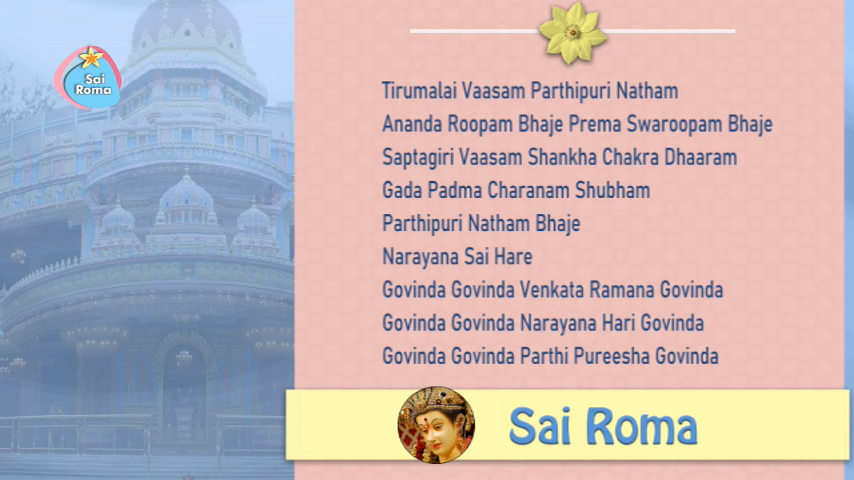 Sai
Roma
Tirumalai Vaasam Parthipuri Natham
Ananda Roopam Bhaje Prema Swaroopam Bhaje
Saptagiri Vaasam Shankha Chakra Dhaaram
Gada Padma Charanam Shubham
Parthipuri Natham Bhaje
Narayana Sai Hare
Govinda Govinda Venkata Ramana Govinda
Govinda Govinda Narayana Hari Govinda
Govinda Govinda Parthi Pureesha Govinda
Sai Roma